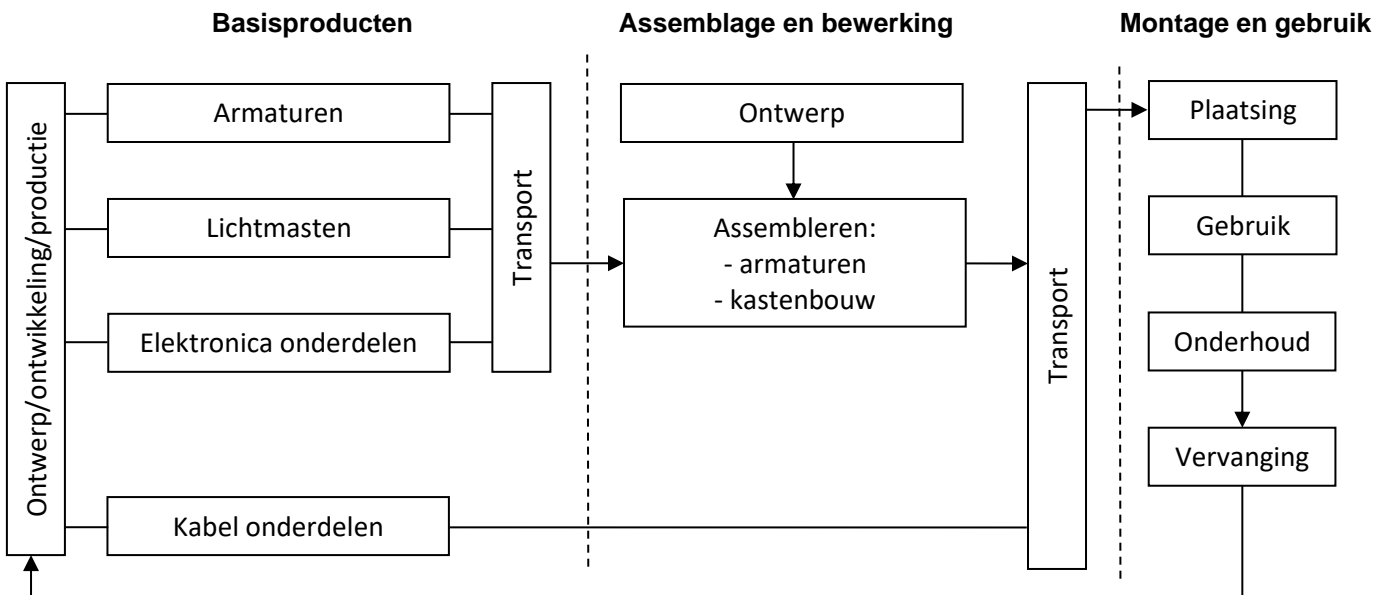 Basisproducten
Assemblage en bewerking
Montage en gebruik
Ontwerp/ontwikkeling/productie
Armaturen
Lichtmasten
Elektronica onderdelen
Kabel onderdelen
Transport
Ontwerp
Assembleren:
- armaturen
- kastenbouw
Transport
Plaatsing
Gebruik
Onderhoud
Vervanging